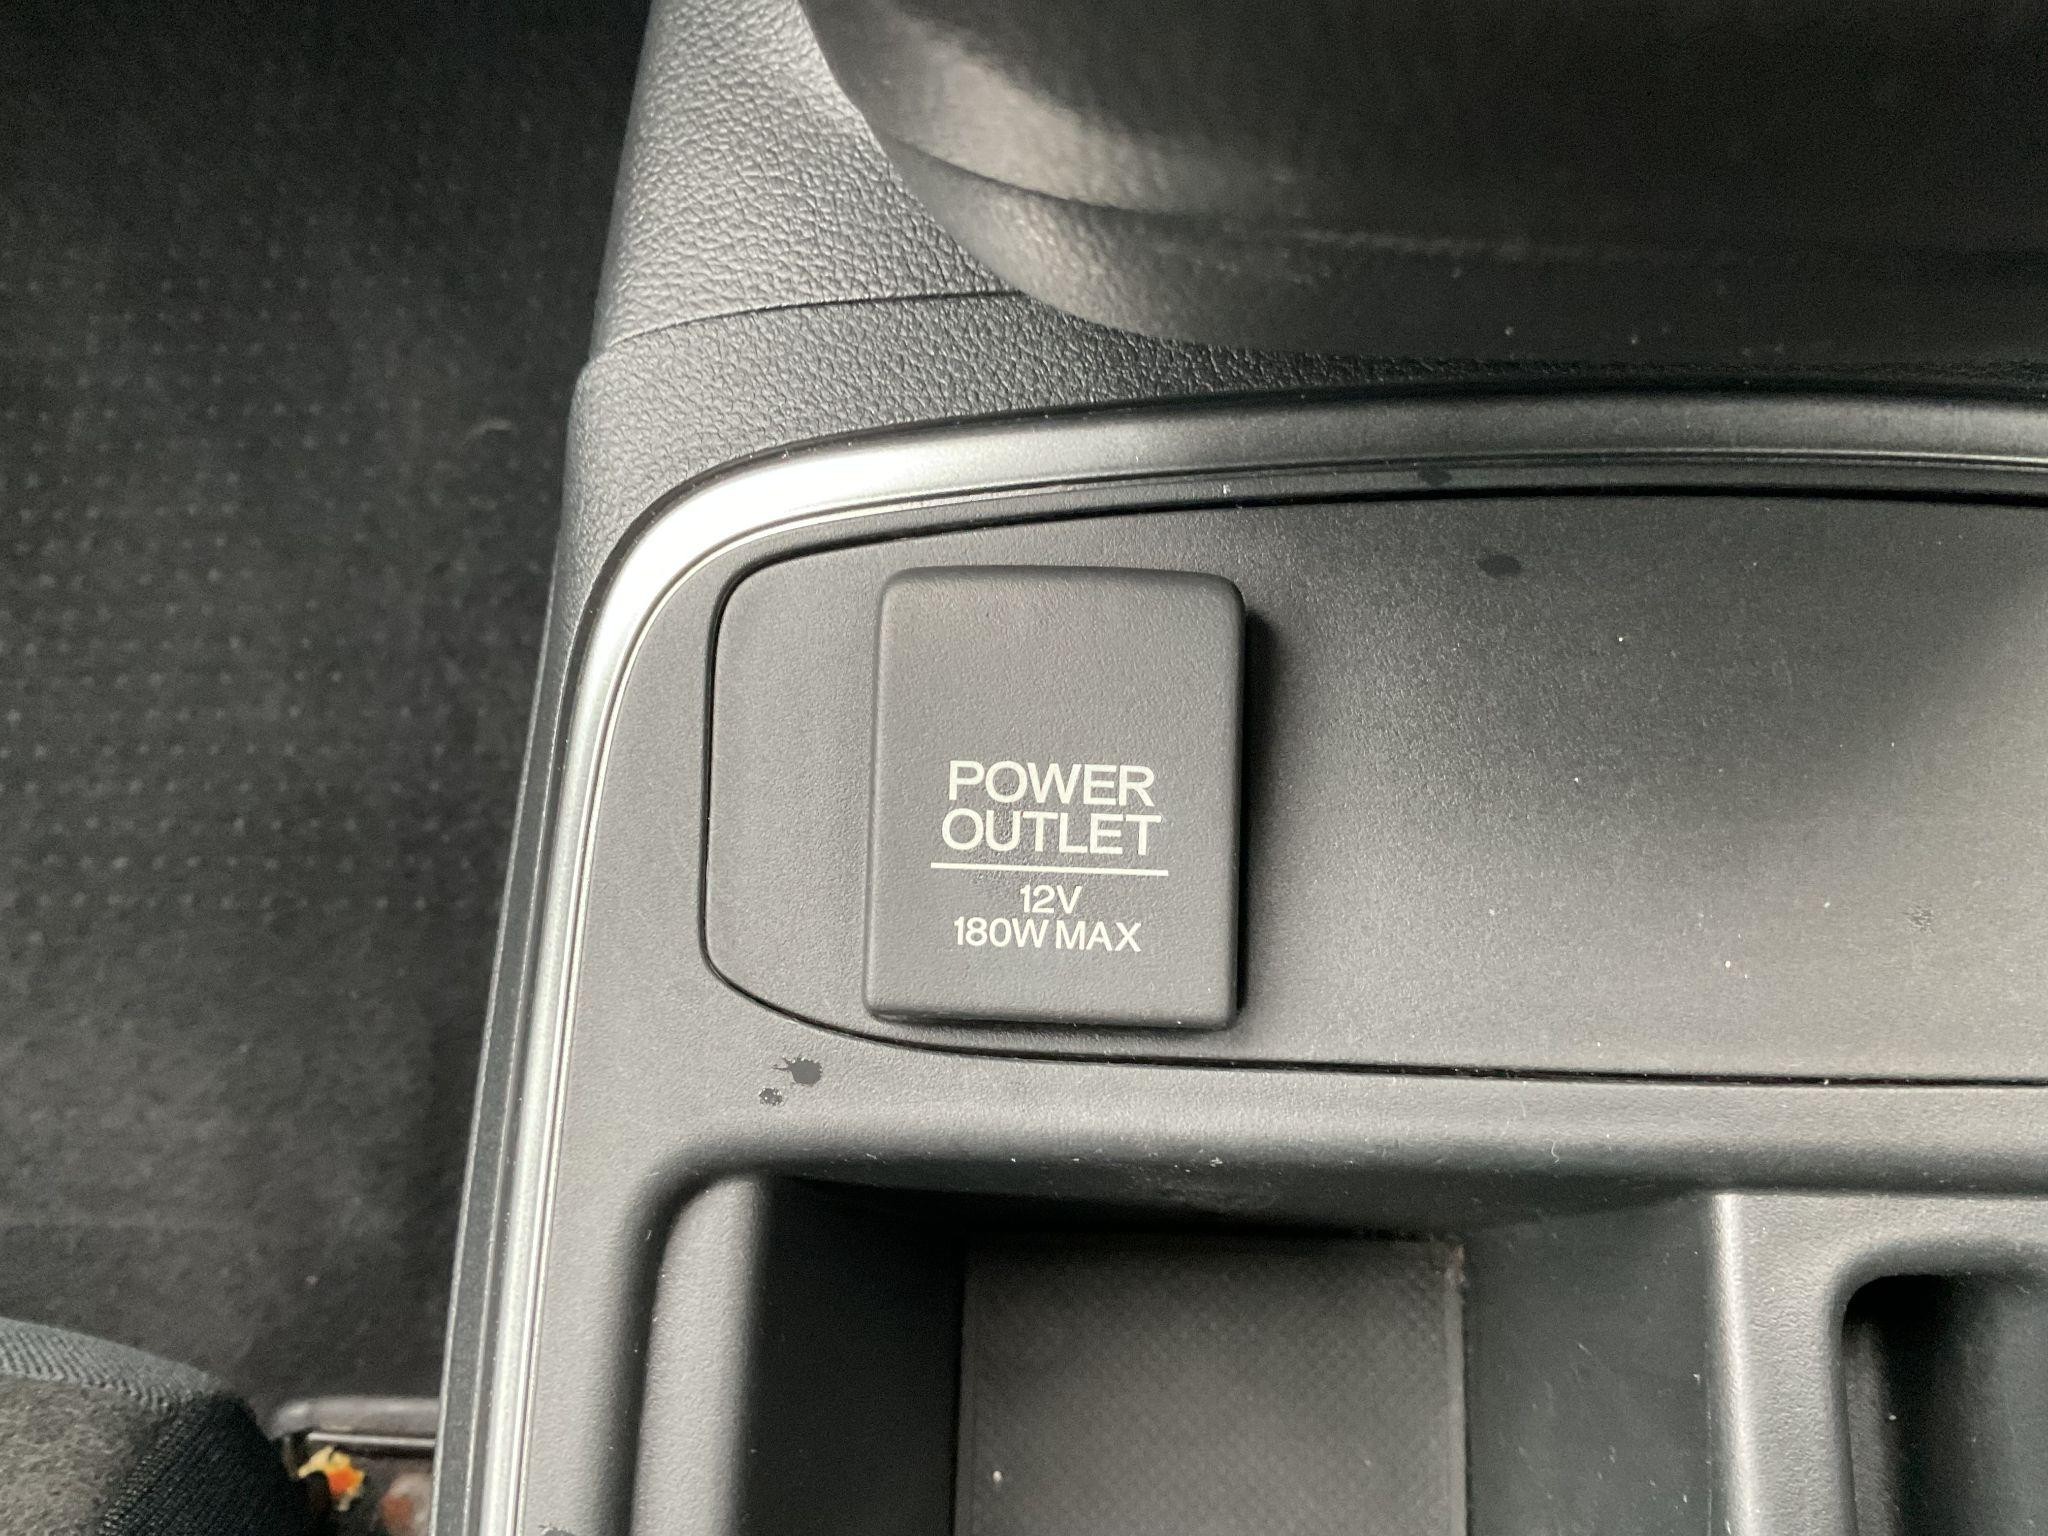 POWER
OUTLET
12V
180W MAX